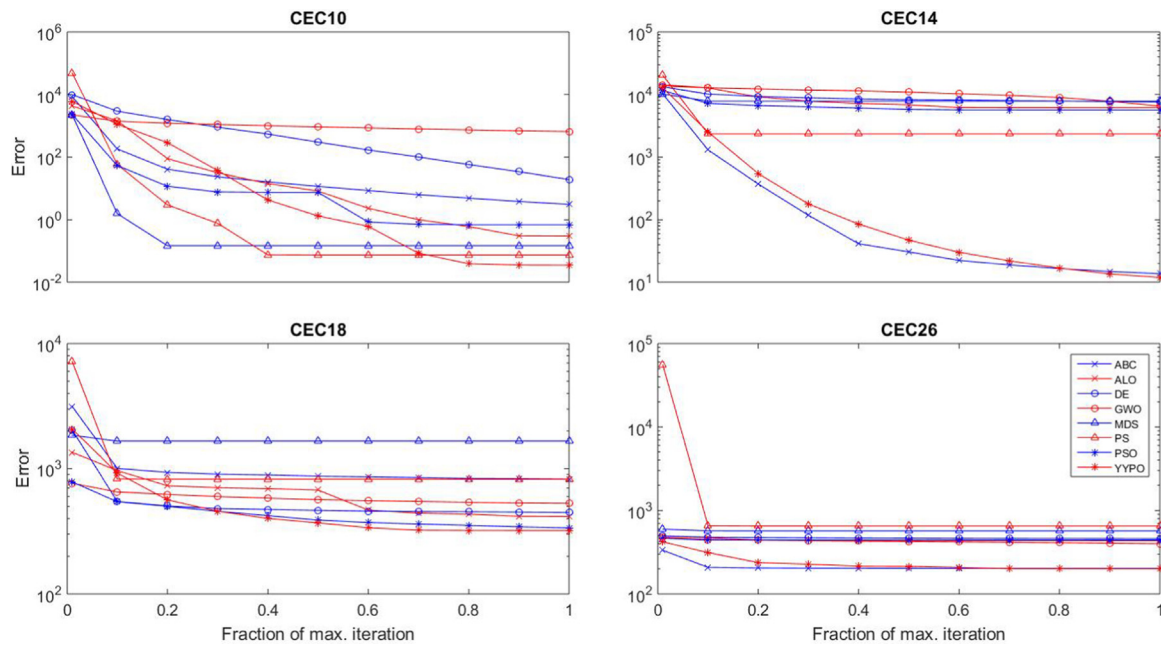 CEC10
10^6
10^4
10^2
10^0
10^-2
Error
CEC14
10^5
10^4
10^3
10^2
10^1
CEC18
10^4
10^3
10^2
Error
0 0.2 0.4 0.6 0.8 1
Fraction of max. iteration
CEC26
10^5
10^4
10^3
10^2
ABC
ALO
DE
GWO
MDS
PS
PSO
YYPO
0 0.2 0.4 0.6 0.8 1
Fraction of max. iteration